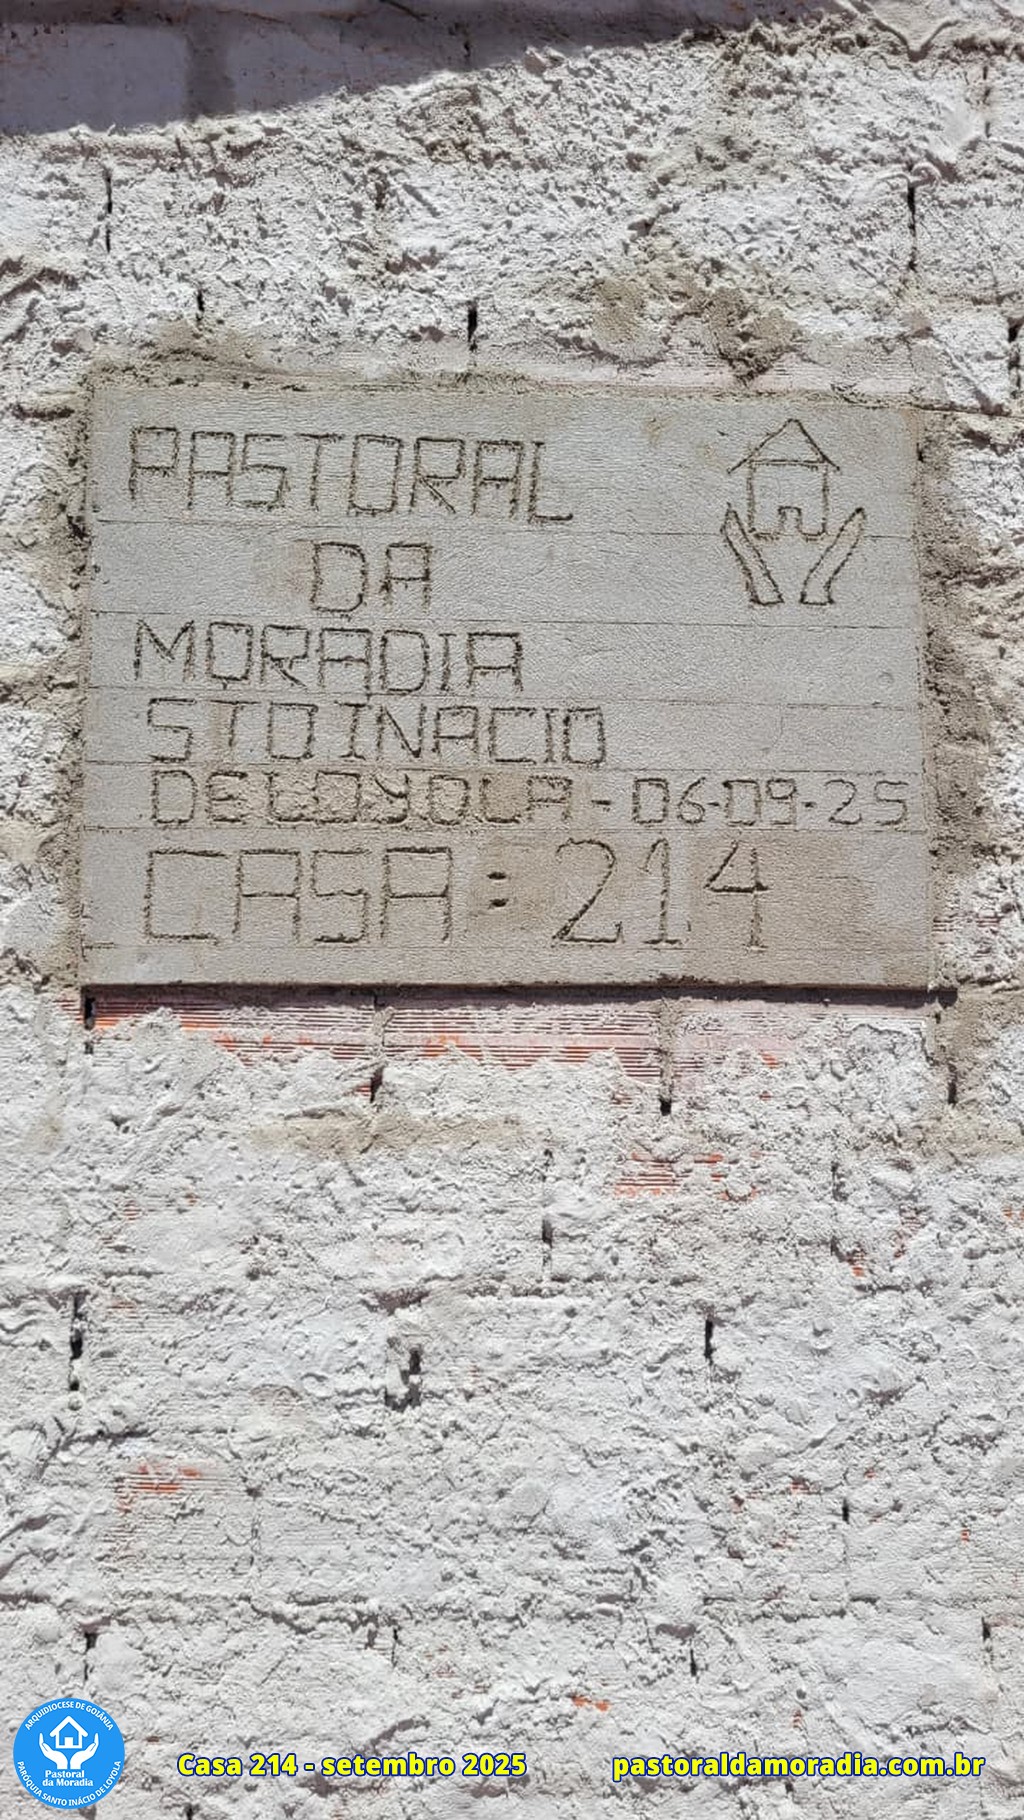 PASTORAL
DA
MORADIA
STO INACIO
DE LOYOLA - 06-09-25
CASA: 214
ARQUIDIOCESE DE GOIÂNIA
Pastoral
da Moradia
PARÓQUIA SANTO INÁCIO DE LOYOLA
Casa 214 - setembro 2025
pastoraldamoradia.com.br